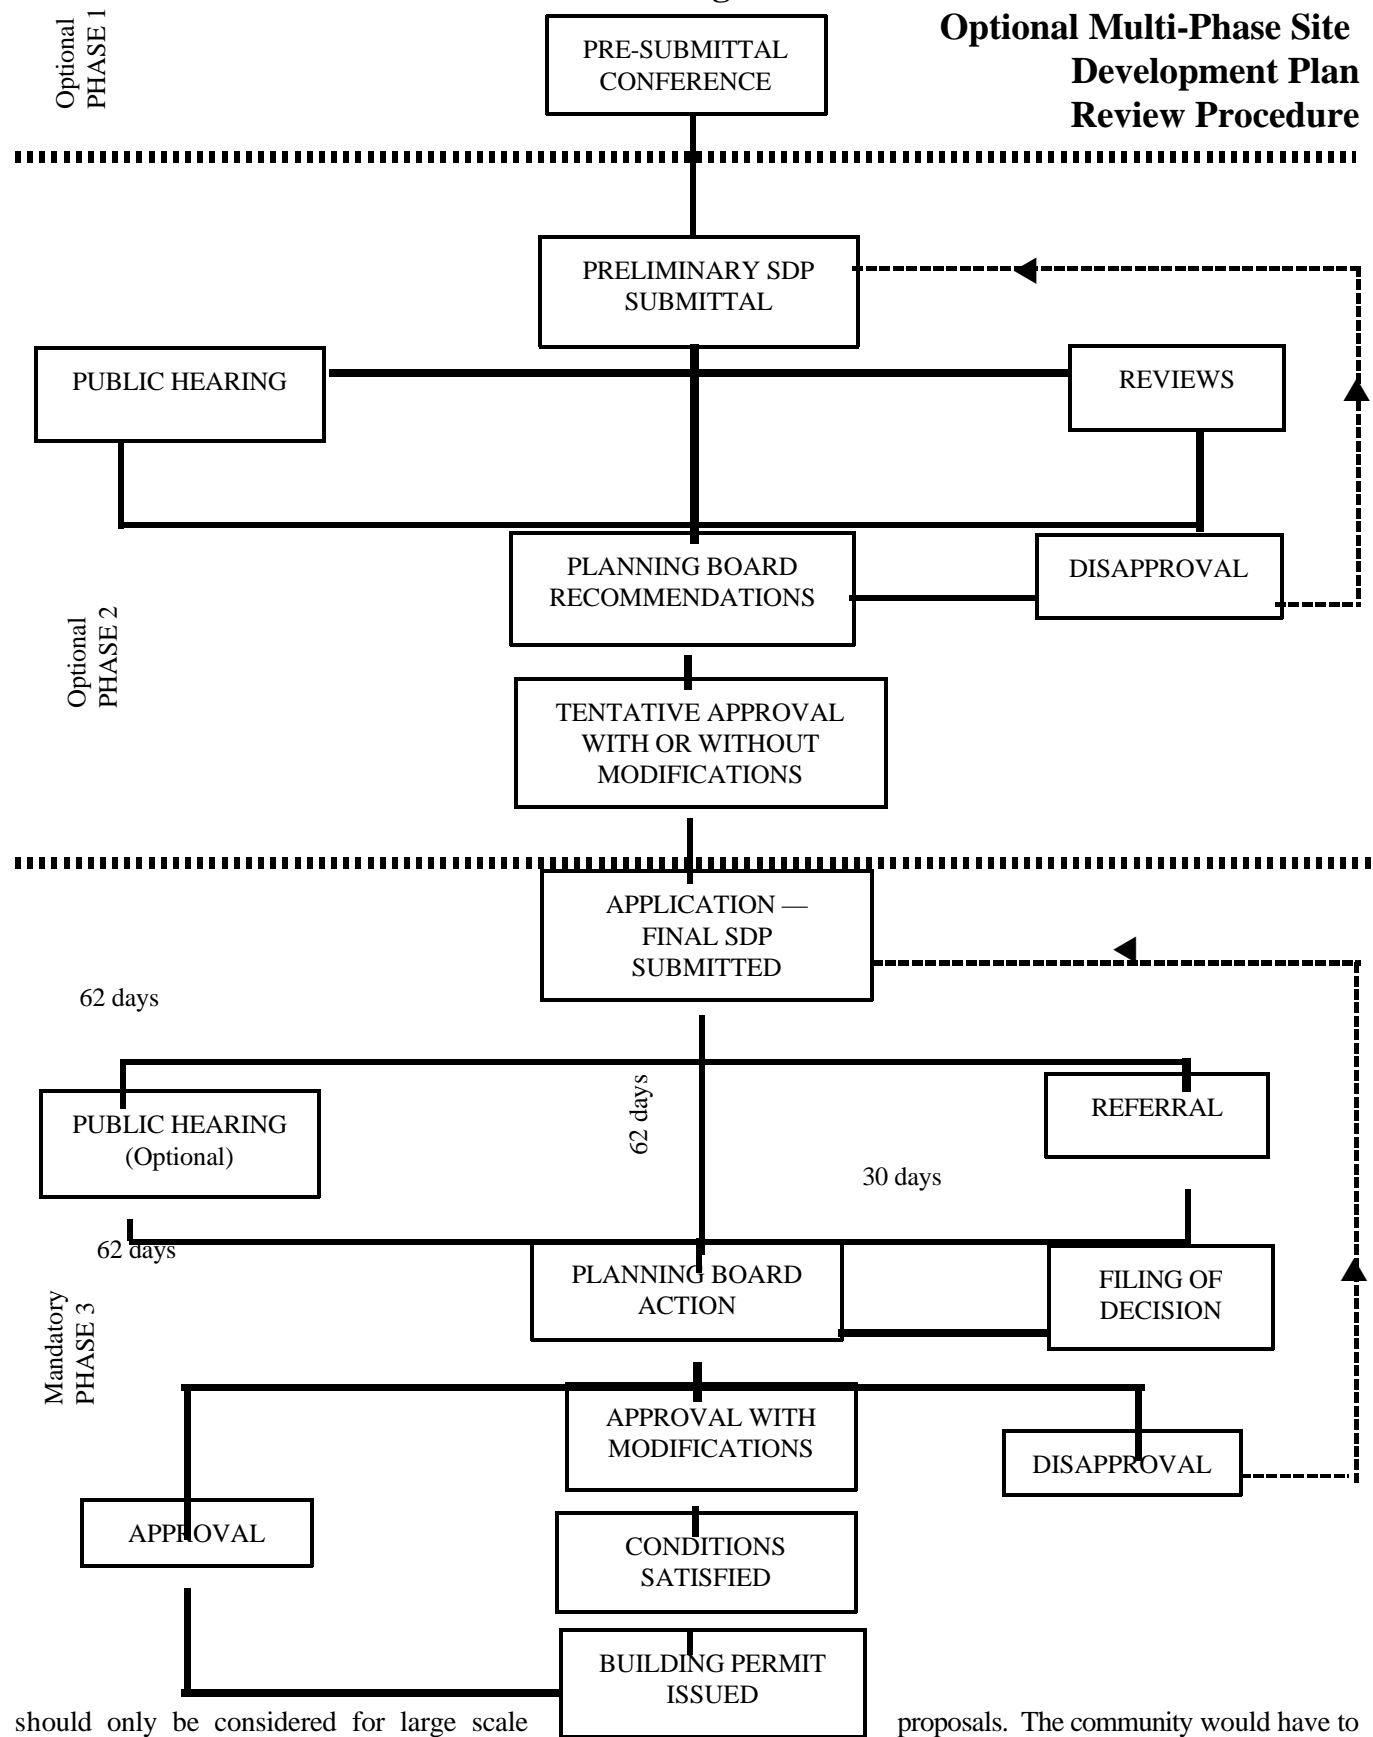 Optional
PHASE 1
PRE-SUBMITTAL
CONFERENCE
Optional Multi-Phase Site
Development Plan
Review Procedure
PRELIMINARY SDP
SUBMITTAL
PUBLIC HEARING
REVIEWS
PLANNING BOARD
RECOMMENDATIONS
DISAPPROVAL
Optional
PHASE 2
TENTATIVE APPROVAL
WITH OR WITHOUT
MODIFICATIONS
APPLICATION —
FINAL SDP
SUBMITTED
62 days
PUBLIC HEARING
(Optional)
62 days
REFERRAL
30 days
62 days
PLANNING BOARD
ACTION
FILING OF
DECISION
Mandatory
PHASE 3
APPROVAL WITH
MODIFICATIONS
DISAPPROVAL
APPROVAL
CONDITIONS
SATISFIED
BUILDING PERMIT
ISSUED
should only be considered for large scale
proposals. The community would have to